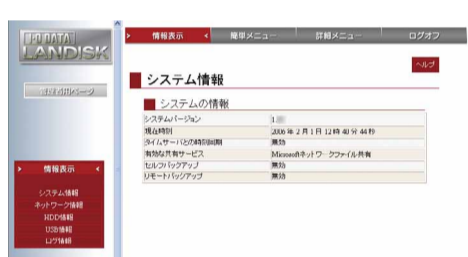 I-O DATA
LANDISK
管理者用ページ
情報表示
簡単メニュー
詳細メニュー
ログオフ
ヘルプ
システム情報
システムの情報
システムバージョン
1.
現在時刻
2006 年 2 月 1 日 12 時 40 分 44 秒
タイムサーバとの時刻同期
無効
有効な共有サービス
Microsoftネットワークファイル共有
セルフバックアップ
無効
リモートバックアップ
無効
情報表示
システム情報
ネットワーク情報
HDD情報
USB情報
ログ情報